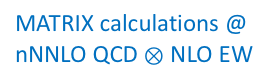 MATRIX calculations @
nNNLO QCD ⊗ NLO EW